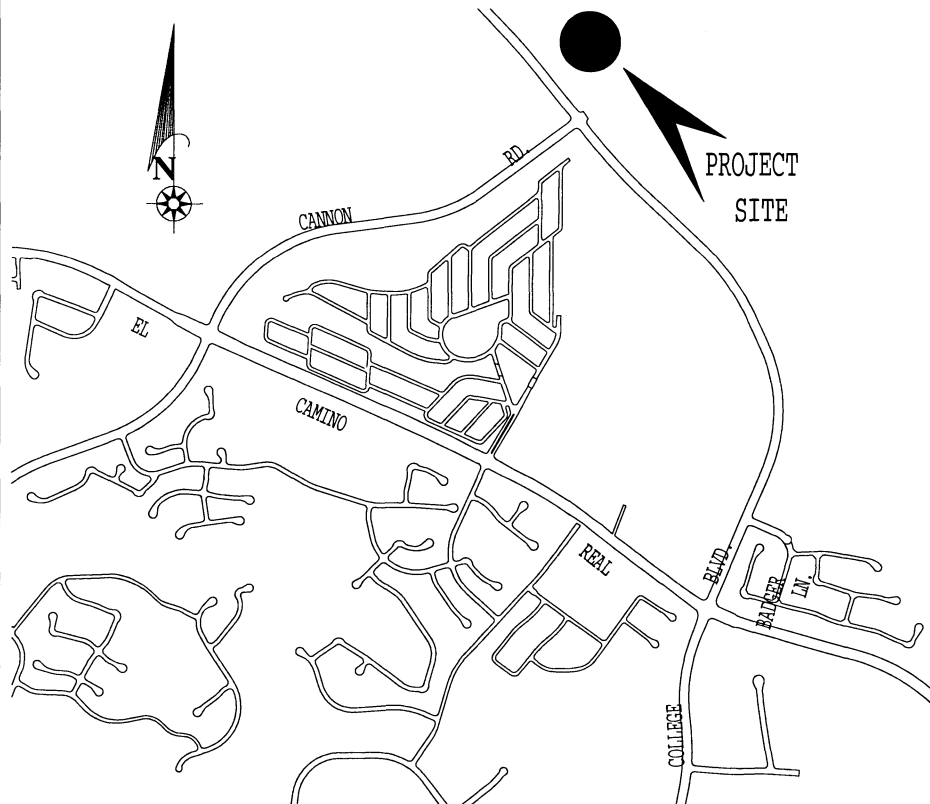 N
RD.
PROJECT
SITE
CANNON
EL
CAMINO
REAL
BLVD.
BADGER
LN.
COLLEGE